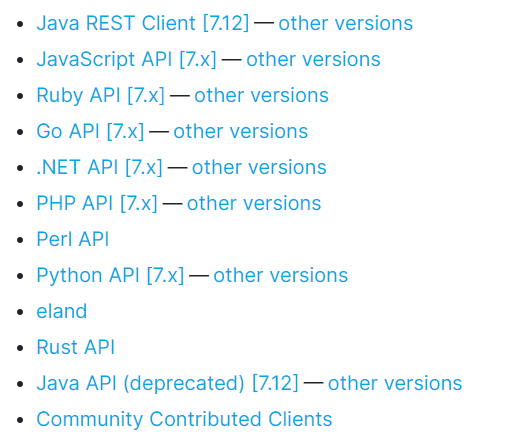 Java REST Client [7.12] — other versions
JavaScript API [7.x] — other versions
Ruby API [7.x] — other versions
Go API [7.x] — other versions
.NET API [7.x] — other versions
PHP API [7.x] — other versions
Perl API
Python API [7.x] — other versions
eland
Rust API
Java API (deprecated) [7.12] — other versions
Community Contributed Clients